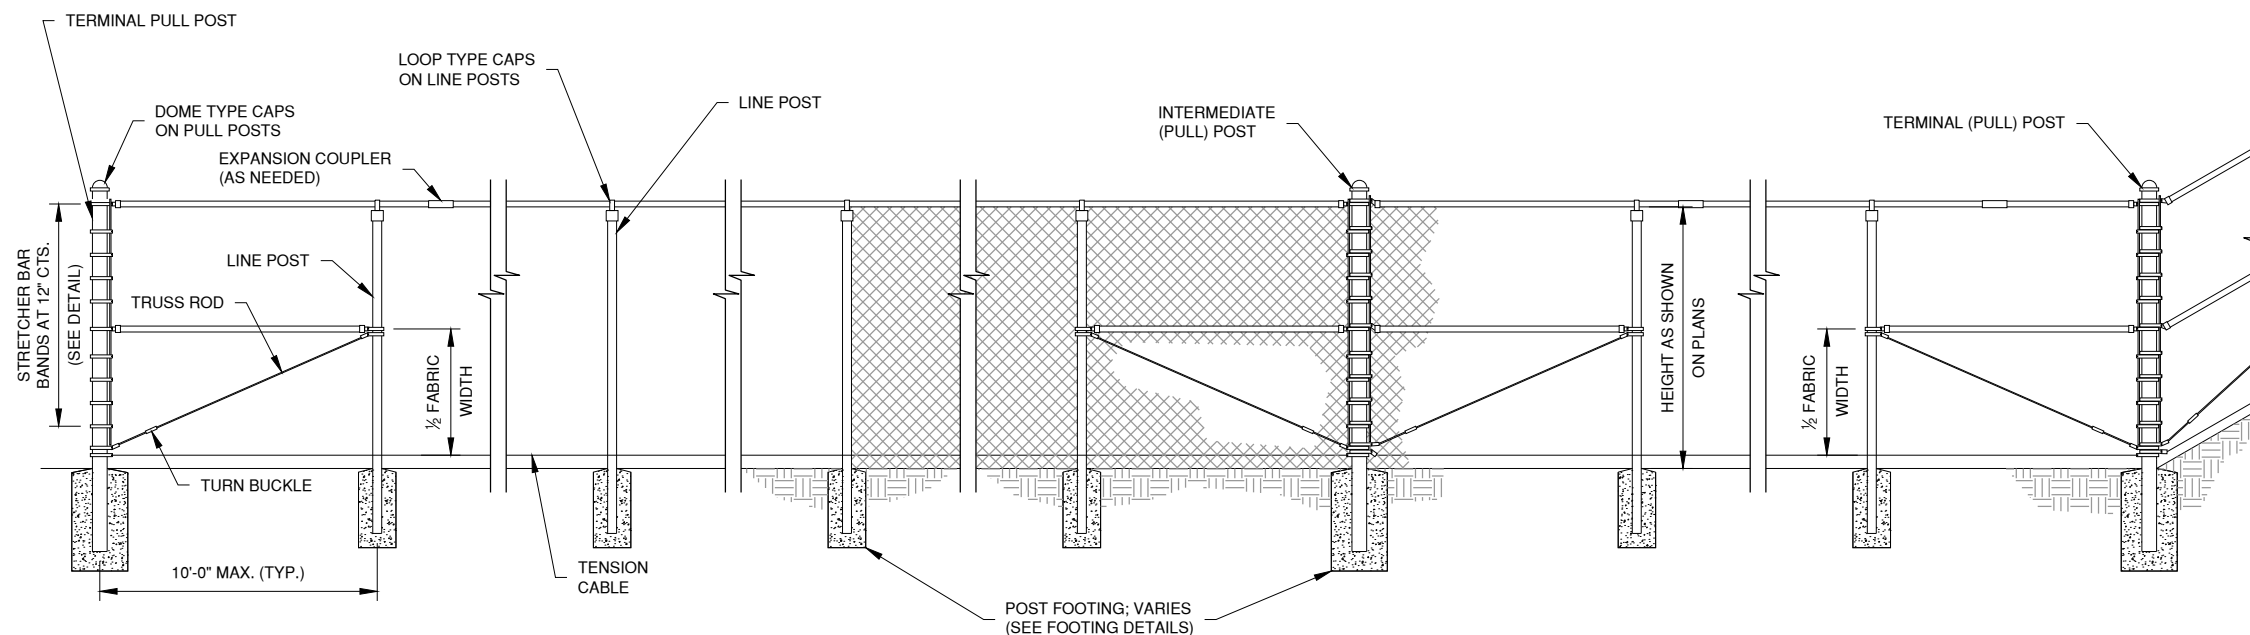 TERMINAL PULL POST
LOOP TYPE CAPS
ON LINE POSTS
LINE POST
DOME TYPE CAPS
ON PULL POSTS
INTERMEDIATE
(PULL) POST
TERMINAL (PULL) POST
EXPANSION COUPLER
(AS NEEDED)
STRETCHER BAR
BANDS AT 12" CTS.
(SEE DETAIL)
LINE POST
TRUSS ROD
½ FABRIC
WIDTH
HEIGHT AS SHOWN
ON PLANS
½ FABRIC
WIDTH
TURN BUCKLE
10'-0" MAX. (TYP.)
TENSION
CABLE
POST FOOTING; VARIES
(SEE FOOTING DETAILS)